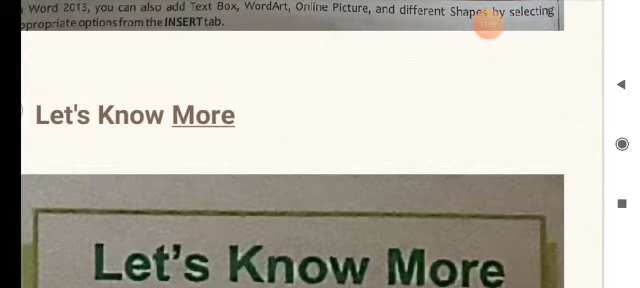 Word 2013, you can also add Text Box, WordArt, Online Picture, and different Shapes by selecting
ppropriate options from the INSERT tab.
Let's Know More
Let's Know More